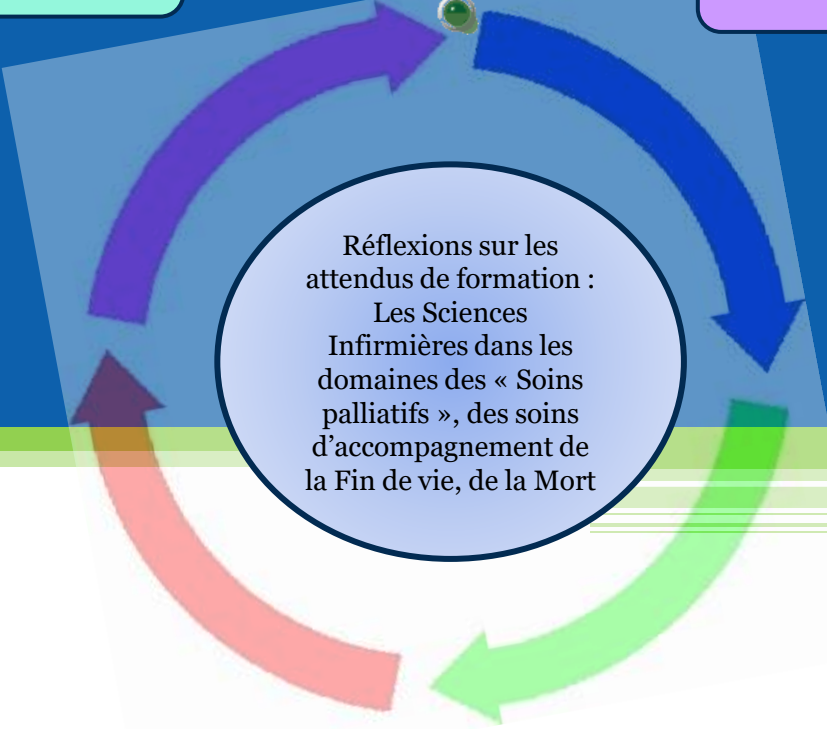 Réflexions sur les
attendus de formation :
Les Sciences
Infirmières dans les
domaines des « Soins
palliatifs », des soins
d’accompagnement de
la Fin de vie, de la Mort